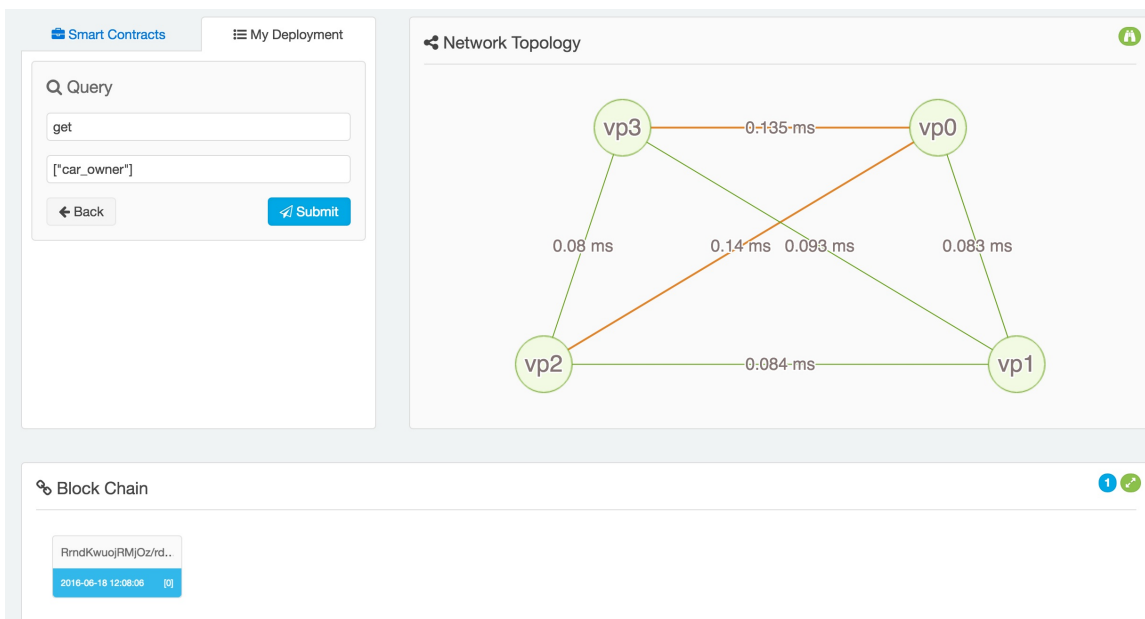 Smart Contracts
My Deployment
Query
get
["car_owner"]
Back
Submit
Network Topology
vp3
0.135 ms
vp0
0.08 ms
0.14 ms
0.093 ms
0.083 ms
vp2
0.084 ms
vp1
Block Chain
1
RrndKwuojRMjOz/rd..
2016-06-18 12:08:06 [0]